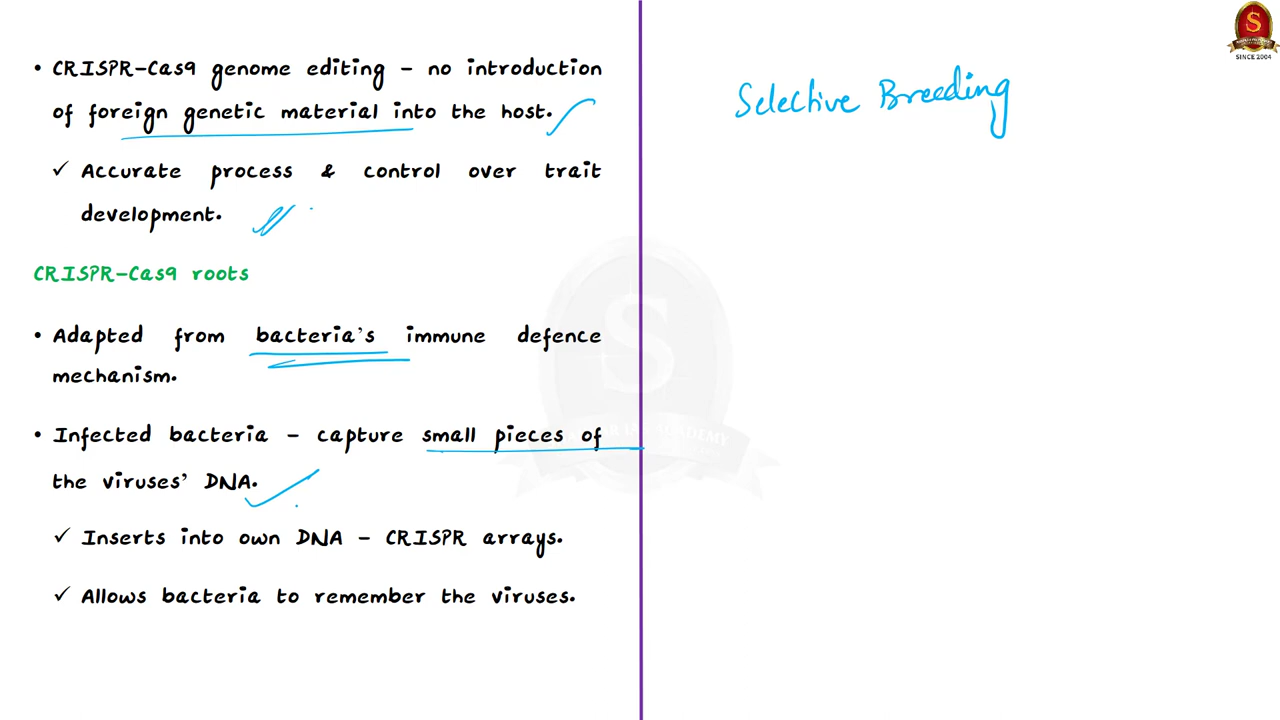 • CRISPR-Cas9 genome editing – no introduction
of foreign genetic material into the host.
✓ Accurate process & control over trait
development.
CRISPR-Cas9 roots
• Adapted from bacteria's immune defence
mechanism.
• Infected bacteria – capture small pieces of
the viruses' DNA.
✓ Inserts into own DNA – CRISPR arrays.
✓ Allows bacteria to remember the viruses.
Selective Breeding
S
SINCE 2004
S
ACADEMY